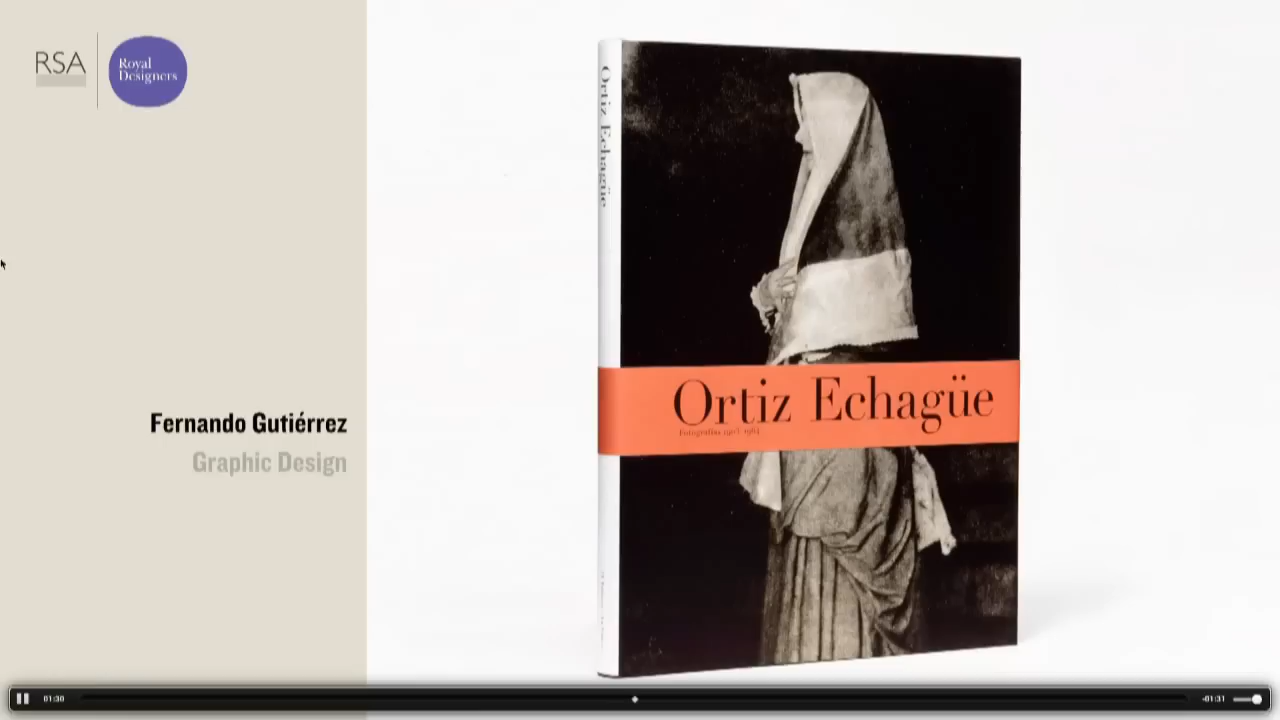 RSA
Royal
Designers
Fernando Gutiérrez
Graphic Design
Ortiz Echagüe
Ortiz Echagüe
01:30
-01:31